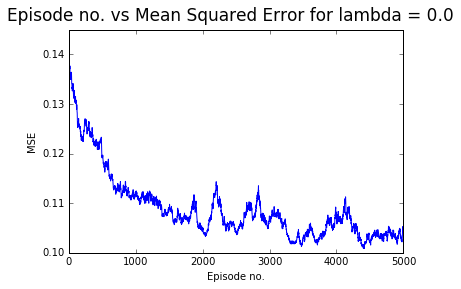 Episode no. vs Mean Squared Error for lambda = 0.0
0.14
0.13
0.12
0.11
0.10
MSE
0 1000 2000 3000 4000 5000
Episode no.